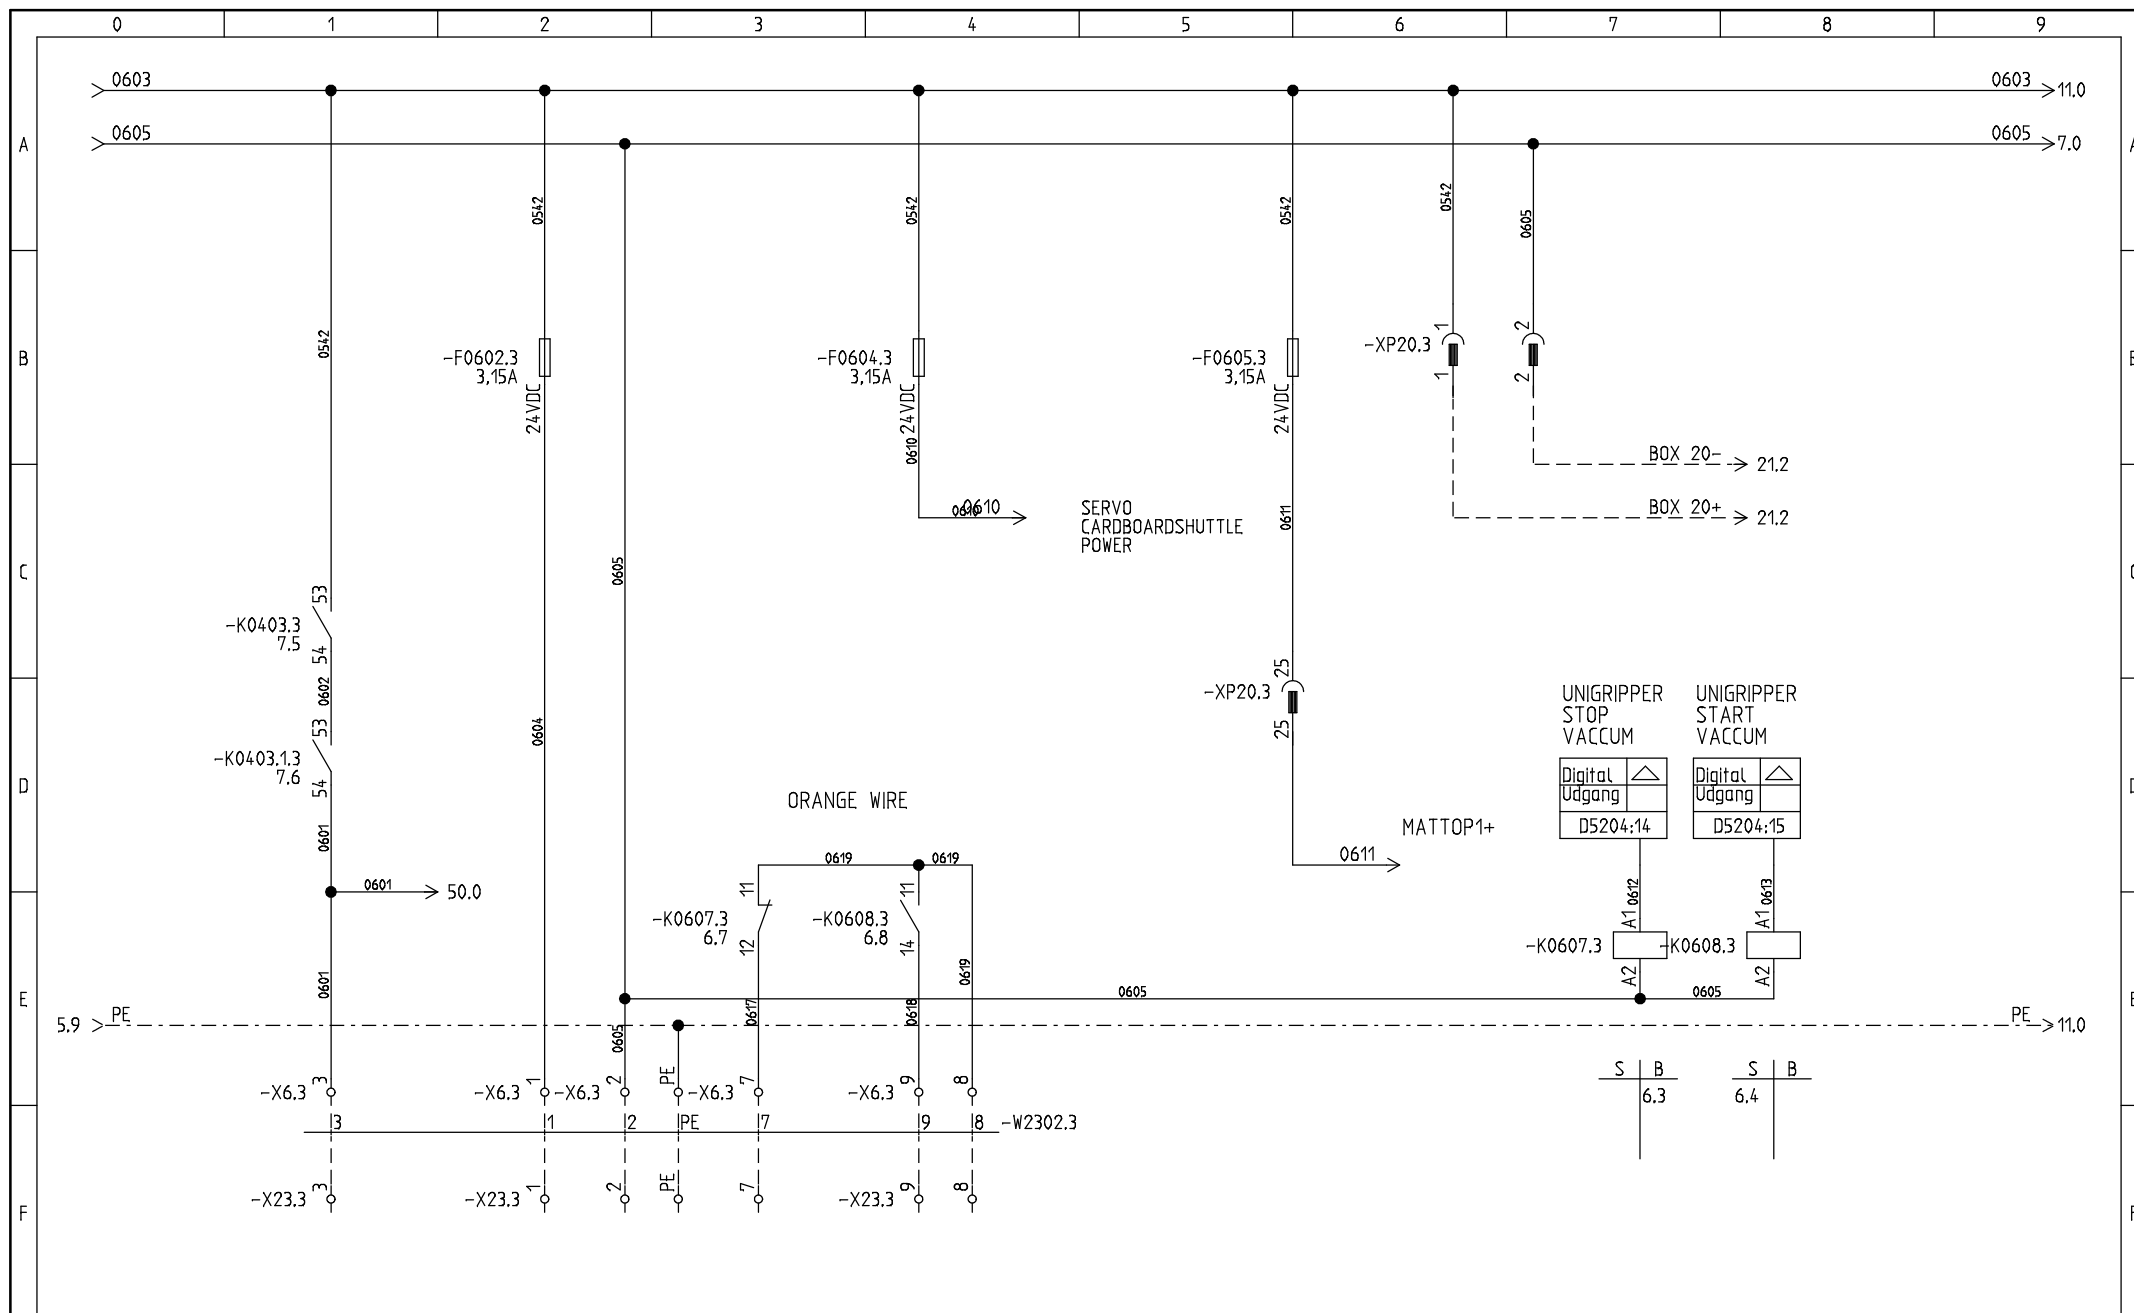 0 1 2 3 4 5 6 7 8 9
0603 0603 11.0
0605 0605 7.0
A
0542 0542 0542 0542 0605
0542
B
-F0602.3
3,15A
24VDC
-F0604.3
3,15A
24VDC
0610
-F0605.3
3,15A
24VDC
-XP20.3 1 2
1 2
BOX 20- 21.2
BOX 20+ 21.2
0610
SERVO
CARDBOARDSHUTTLE
POWER
0611
C
0605
53
-K0403.3
7.5
54
0602
53
-K0403.1.3
7.6
54
0601
0604
25
-XP20.3
25
D
UNIGRIPPER
STOP
VACCUM
UNIGRIPPER
START
VACCUM
Digital
Udgang
D5204:14
Digital
Udgang
D5204:15
ORANGE WIRE
MATTOP1+
0611
0619 0619
0601 50.0
11
-K0607.3
6.7
12
11
-K0608.3
6.8
14
0612 0613
A1 A1
-K0607.3 -K0608.3
A2 A2
0619
E
0601 0617 0618
0605 0605
5.9 PE PE 11.0
0605
-X6.3 3 -X6.3 1 -X6.3 2 PE -X6.3 7 -X6.3 9 8
S B S B
6.3 6.4
3 1 2 PE 7 9 8 -W2302.3
-X23.3 3 -X23.3 1 2 PE 7 -X23.3 9 8
F